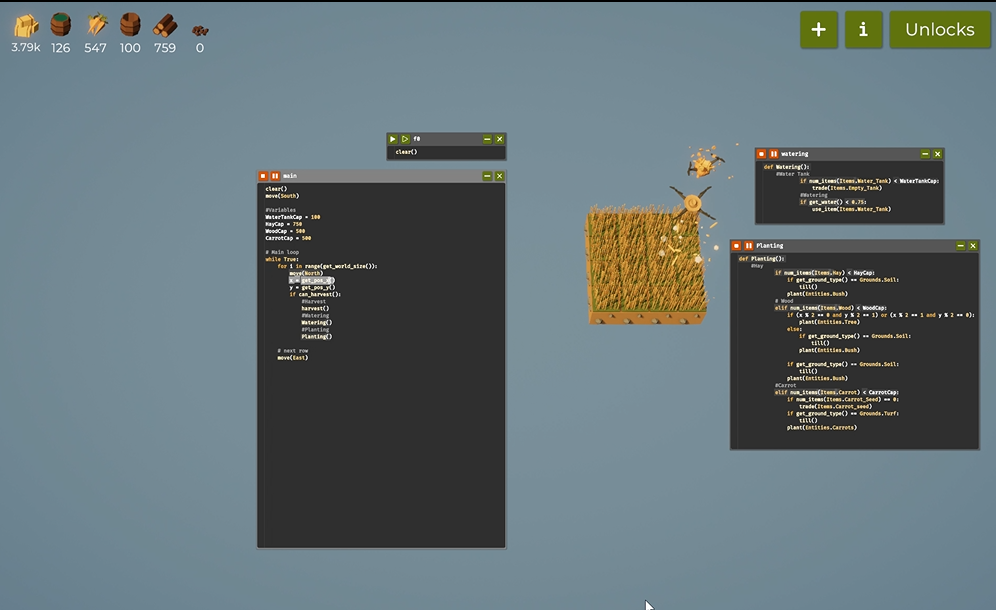 3.79k 126 547 100 759 0
+ i Unlocks
f0
clear()
main
clear()
move(South)
#Variables
WaterTankCap = 100
HayCap = 750
WoodCap = 500
CarrotCap = 500
# Main loop
while True:
for i in range(get_world_size()):
move(North)
x = get_pos_x()
y = get_pos_y()
if can_harvest():
#Harvest
harvest()
#Watering
Watering()
#Planting
Planting()
# next row
move(East)
watering
def Watering():
#Water Tank
if num_items(Items.Water_Tank) < WaterTankCap:
trade(Items.Empty_Tank)
#Watering
if get_water() < 0.75:
use_item(Items.Water_Tank)
Planting
def Planting():
#Hay
if num_items(Items.Hay) < HayCap:
if get_ground_type() == Grounds.Soil:
till()
plant(Entities.Bush)
# Wood
elif num_items(Items.Wood) < WoodCap:
if (x % 2 == 0 and y % 2 == 1) or (x % 2 == 1 and y % 2 == 0):
plant(Entities.Tree)
else:
if get_ground_type() == Grounds.Soil:
till()
plant(Entities.Bush)
if get_ground_type() == Grounds.Soil:
till()
plant(Entities.Bush)
#Carrot
elif num_items(Items.Carrot) < CarrotCap:
if num_items(Items.Carrot_Seed) == 0:
trade(Items.Carrot_seed)
if get_ground_type() == Grounds.Turf:
till()
plant(Entities.Carrots)